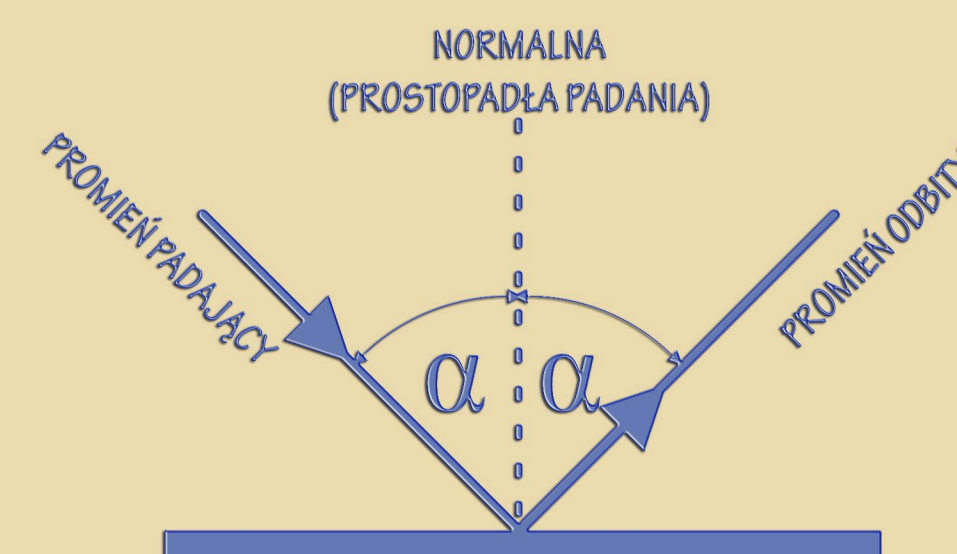 NORMALNA
(PROSTOPADŁA PADANIA)
PROMIEŃ PADAJĄCY
PROMIEŃ ODBITY
α α